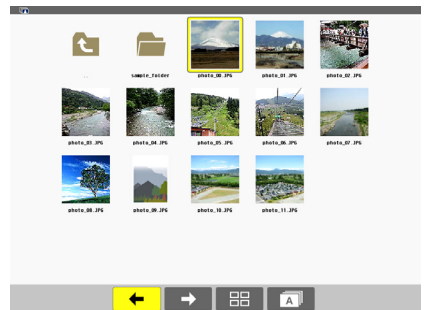 ..
sample_folder
photo_00.JPG
photo_01.JPG
photo_02.JPG
photo_03.JPG
photo_04.JPG
photo_05.JPG
photo_06.JPG
photo_07.JPG
photo_08.JPG
photo_09.JPG
photo_10.JPG
photo_11.JPG
A